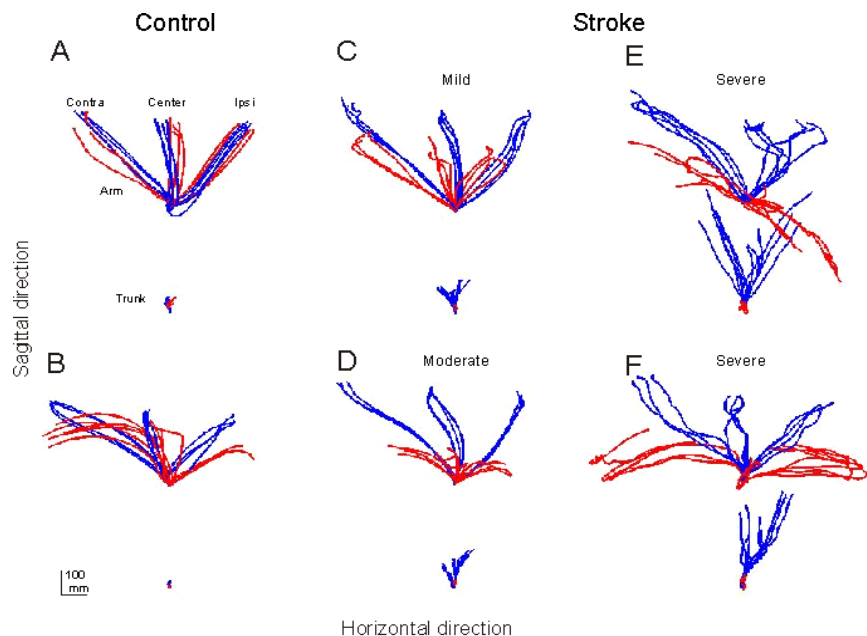 Control
Stroke
A
C
E
Mild
Severe
Contra
Center
Ipsi
Arm
Trunk
Sagittal direction
B
D
F
Moderate
Severe
100
mm
Horizontal direction